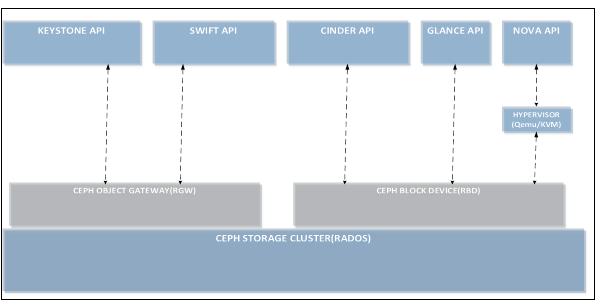 KEYSTONE API
SWIFT API
CINDER API
GLANCE API
NOVA API
HYPERVISOR
(Qemu/KVM)
CEPH OBJECT GATEWAY(RGW)
CEPH BLOCK DEVICE(RBD)
CEPH STORAGE CLUSTER(RADOS)